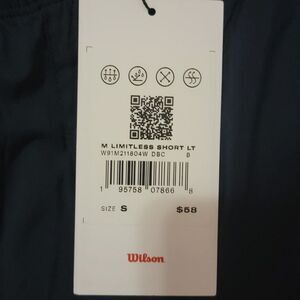 M LIMITLESS SHORT LT
W91M211804W DBC B
1 95758 07866 8
SIZE S $58
Wilson